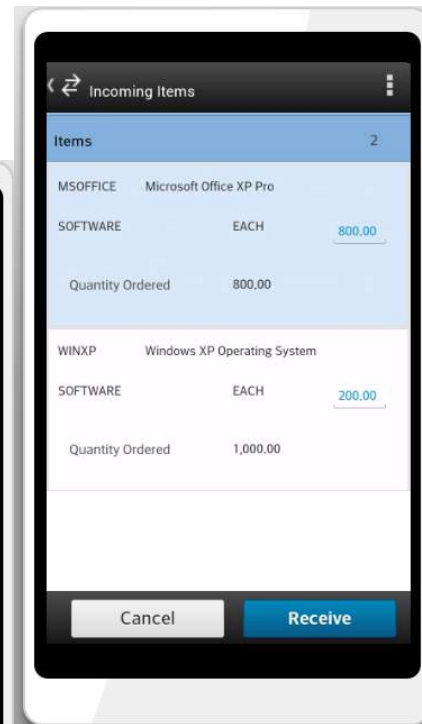 Incoming Items
Items 2
MSOFFICE Microsoft Office XP Pro
SOFTWARE EACH 800.00
Quantity Ordered 800.00
WINXP Windows XP Operating System
SOFTWARE EACH 200.00
Quantity Ordered 1,000.00
Cancel Receive